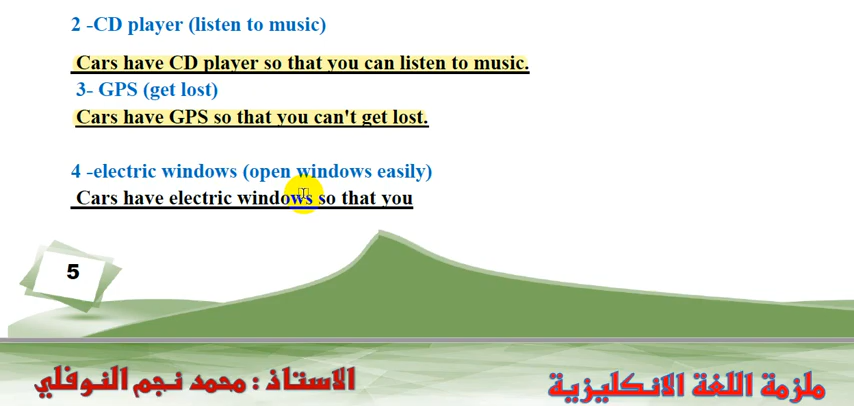 2 -CD player (listen to music)
Cars have CD player so that you can listen to music.
3- GPS (get lost)
Cars have GPS so that you can't get lost.
4 -electric windows (open windows easily)
Cars have electric windows so that you
5
الاستاذ : محمد نجم النوفلي
ملزمة اللغة الانكليزية